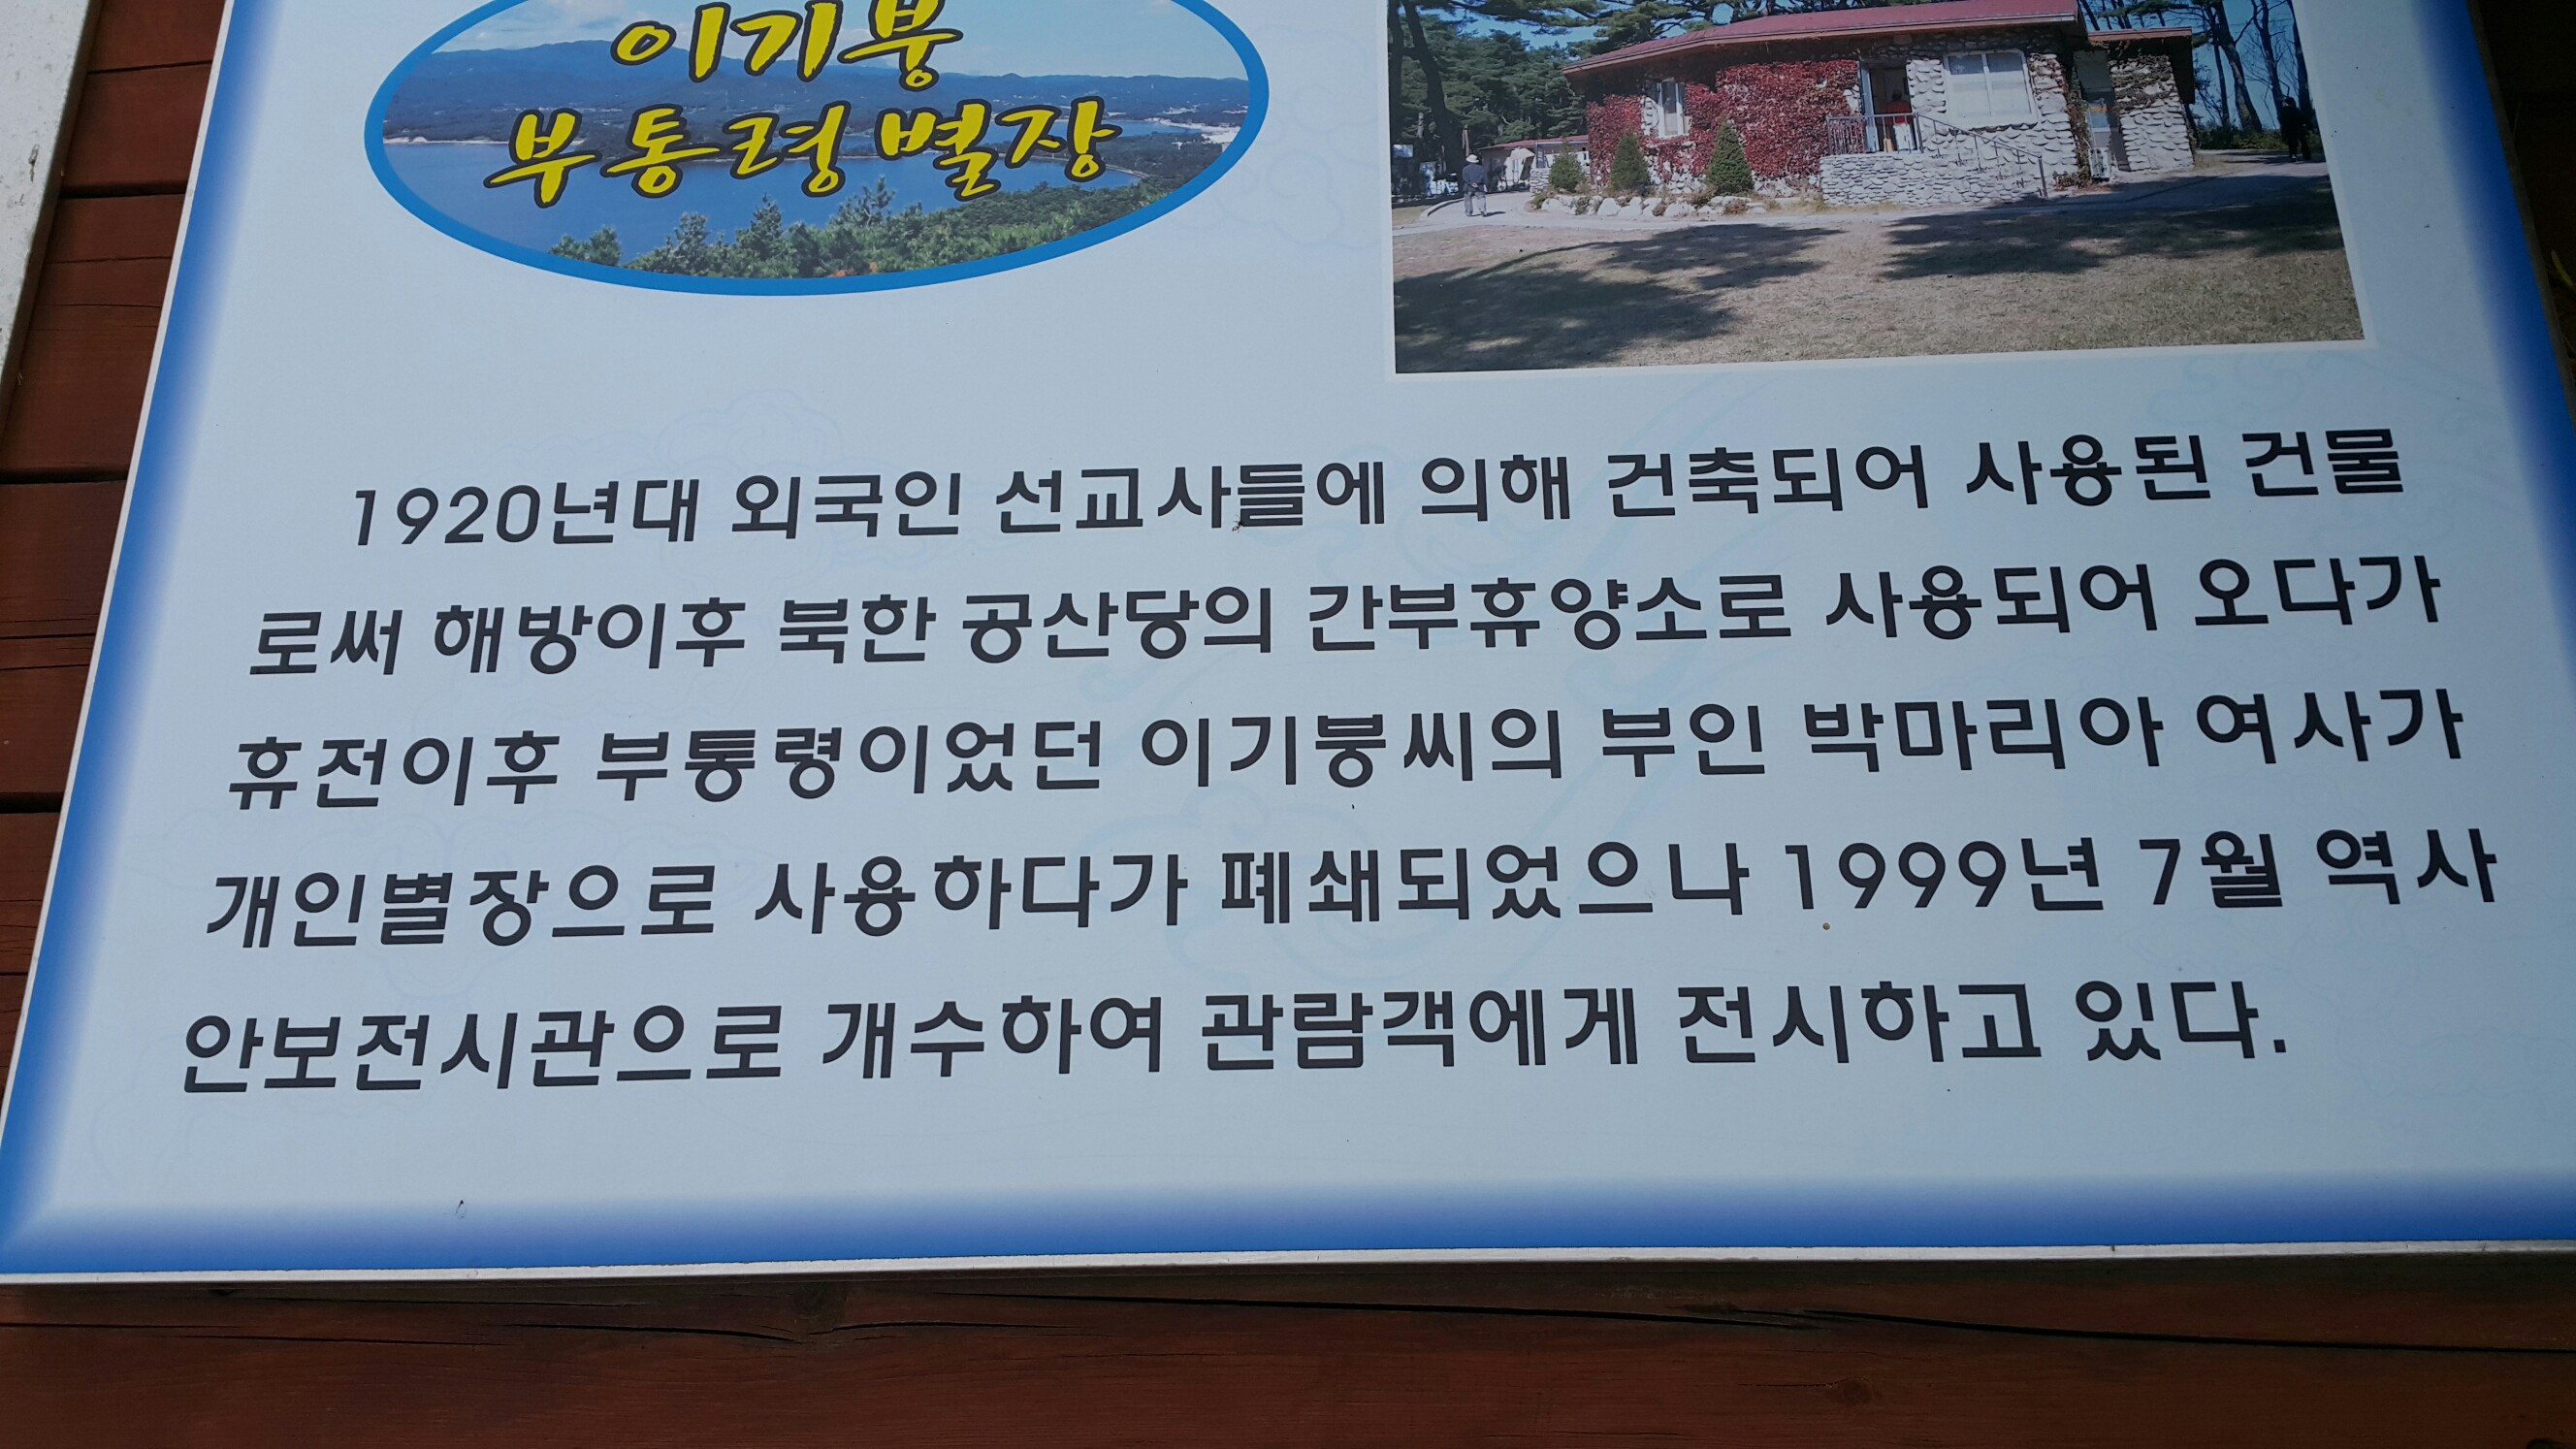 이기붕
부통령 별장
1920년대 외국인 선교사들에 의해 건축되어 사용된 건물
로써 해방이후 북한 공산당의 간부휴양소로 사용되어 오다가
휴전이후 부통령이었던 이기붕씨의 부인 박마리아 여사가
개인별장으로 사용하다가 폐쇄되었으나 1999년 7월 역사
안보전시관으로 개수하여 관람객에게 전시하고 있다.